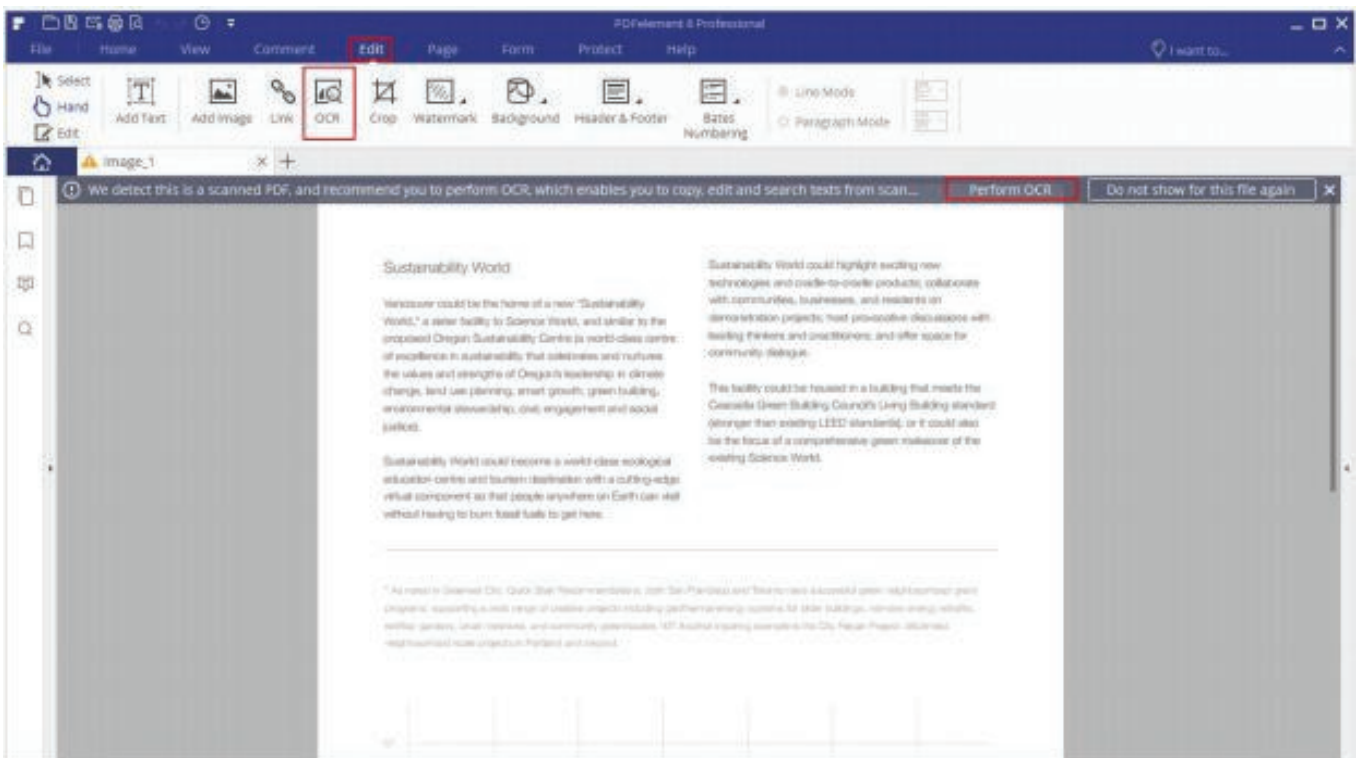 PDFelement 8 Professional
File Home View Comment Edit Page Form Protect Help I want to...
Select
Hand
Edit
Add Text Add Image Link OCR Crop Watermark Background Header & Footer Bates Numbering
Line Mode
Paragraph Mode
image_1
We detect this is a scanned PDF, and recommend you to perform OCR, which enables you to copy, edit and search texts from scan... Perform OCR Do not show for this file again
Sustainability World
Vancouver could be the home of a new "Sustainability
World," a sister facility to Science World, and similar to the
proposed Oregon Sustainability Centre (a world-class centre
of excellence in sustainability that celebrates and nurtures
the values and strengths of Oregon's leadership in climate
change, land use planning, smart growth, green building,
environmental stewardship, civic engagement and social
justice).
Sustainability World could become a world-class ecological
education centre and tourism destination with a cutting-edge
virtual component so that people anywhere on Earth can visit
without having to burn fossil fuels to get here.
Sustainability World could highlight exciting new
technologies and cradle-to-cradle products; collaborate
with communities, businesses, and residents on
demonstration projects; host provocative discussions with
leading thinkers and practitioners; and offer space for
community dialogue.
This facility could be housed in a building that meets the
Cascadia Green Building Council's Living Building standard
(stronger than existing LEED standards), or it could also
be the focus of a comprehensive green makeover of the
existing Science World.